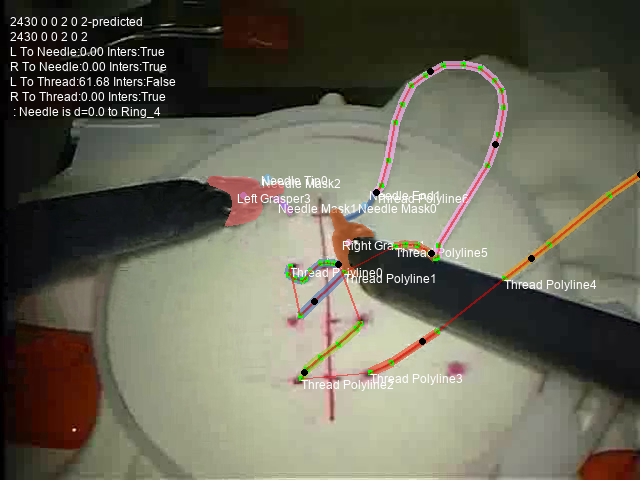 2430 0 0 2 0 2-predicted
2430 0 0 2 0 2
L To Needle:0.00 Inters:True
R To Needle:0.00 Inters:True
L To Thread:61.68 Inters:False
R To Thread:0.00 Inters:True
: Needle is d=0.0 to Ring_4
Needle Tip0
Needle Mask2
Left Grasper3
Needle End1
Thread Polyline6
Needle Mask1
Needle Mask0
Right Gra
Thread Polyline5
Thread Polyline0
Thread Polyline1
Thread Polyline4
Thread Polyline3
Thread Polyline2